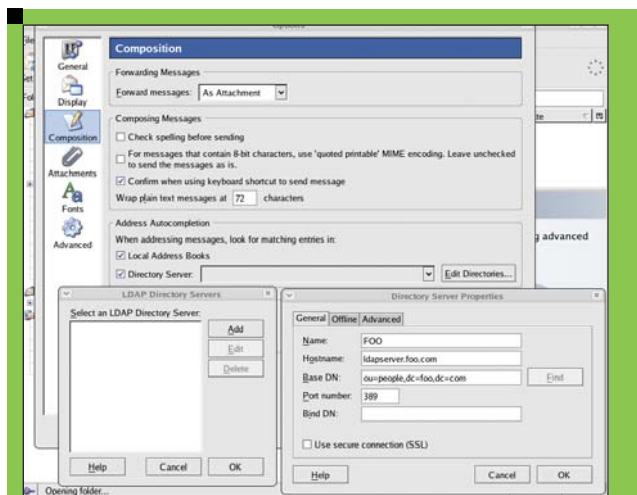 File
General
Display
Composition
Attachments
Fonts
Advanced
Composition
Forwarding Messages
Forward messages: As Attachment
Composing Messages
Check spelling before sending
For messages that contain 8-bit characters, use 'quoted printable' MIME encoding. Leave unchecked
to send the messages as is.
Confirm when using keyboard shortcut to send message
Wrap plain text messages at 72 characters
Address Autocompletion
When addressing messages, look for matching entries in:
Local Address Books
Directory Server: Edit Directories...
g advanced
LDAP Directory Servers
Select an LDAP Directory Server:
Add
Edit
Delete
Help Cancel OK
Directory Server Properties
General Offline Advanced
Name: FOO
Hostname: ldapserver.foo.com
Base DN: ou=people,dc=foo,dc=com Find
Port number: 389
Bind DN:
Use secure connection (SSL)
Help Cancel OK
Opening folder...